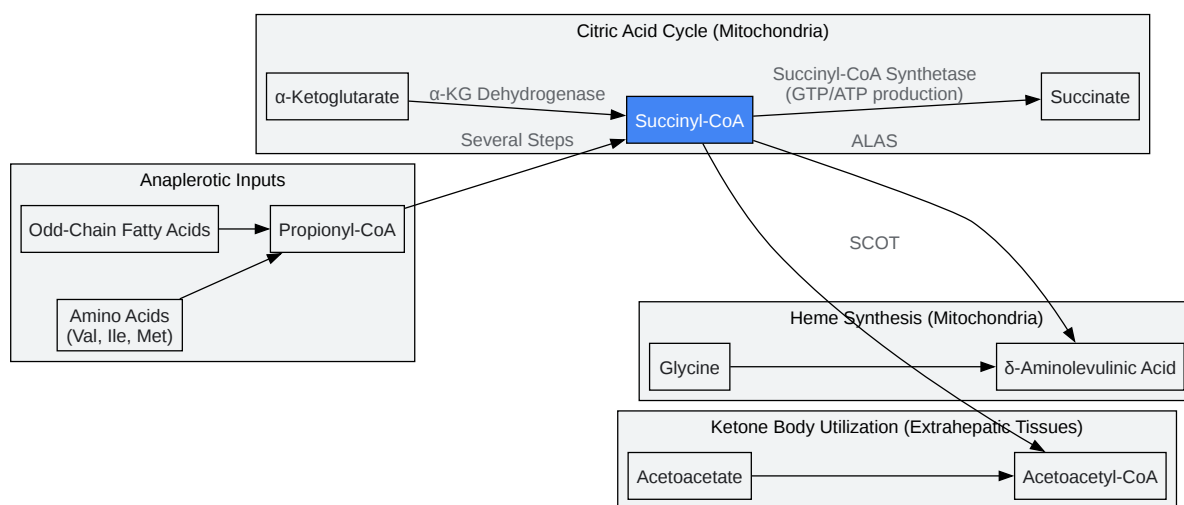 Citric Acid Cycle (Mitochondria)
α-Ketoglutarate
α-KG Dehydrogenase
Succinyl-CoA
Succinyl-CoA Synthetase
(GTP/ATP production)
Succinate
Several Steps
ALAS
Anaplerotic Inputs
Odd-Chain Fatty Acids
Propionyl-CoA
Amino Acids
(Val, Ile, Met)
SCOT
Heme Synthesis (Mitochondria)
Glycine
δ-Aminolevulinic Acid
Ketone Body Utilization (Extrahepatic Tissues)
Acetoacetate
Acetoacetyl-CoA